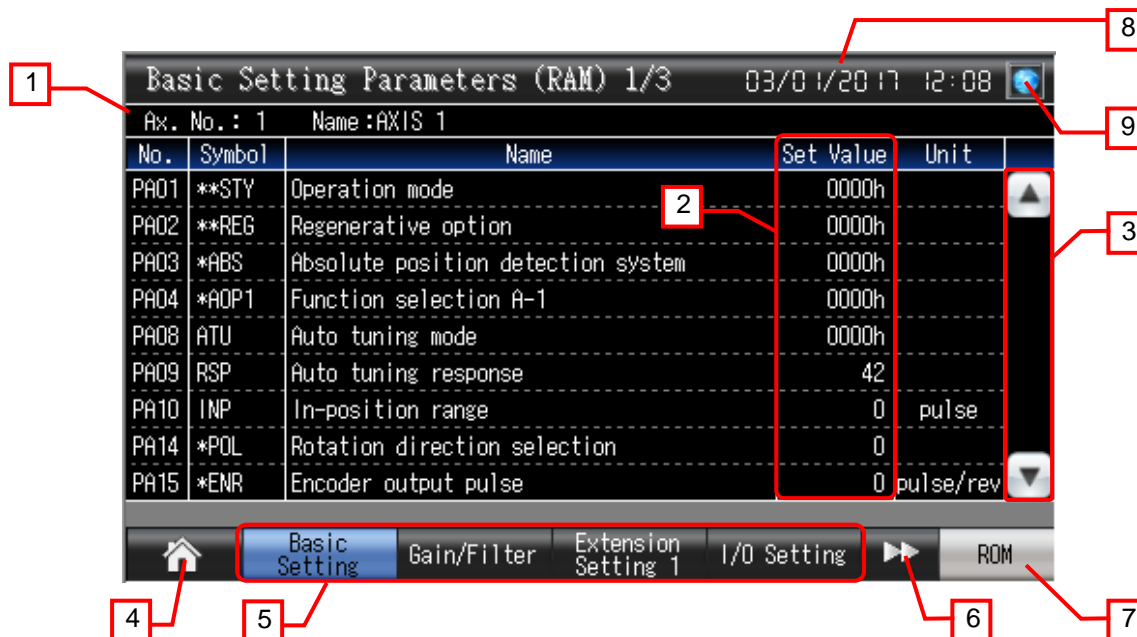 8
Basic Setting Parameters (RAM) 1/3 03/01/2017 12:08
1
Ax. No.: 1 Name:AXIS 1
9
No. Symbol Name Set Value Unit
PA01 **STY Operation mode 0000h
2
PA02 **REG Regenerative option 0000h
3
PA03 *ABS Absolute position detection system 0000h
PA04 *AOP1 Function selection A-1 0000h
PA08 ATU Auto tuning mode 0000h
PA09 RSP Auto tuning response 42
PA10 INP In-position range 0 pulse
PA14 *POL Rotation direction selection 0
PA15 *ENR Encoder output pulse 0 pulse/rev
Basic Setting Gain/Filter Extension Setting 1 I/O Setting ROM
4 5 6 7